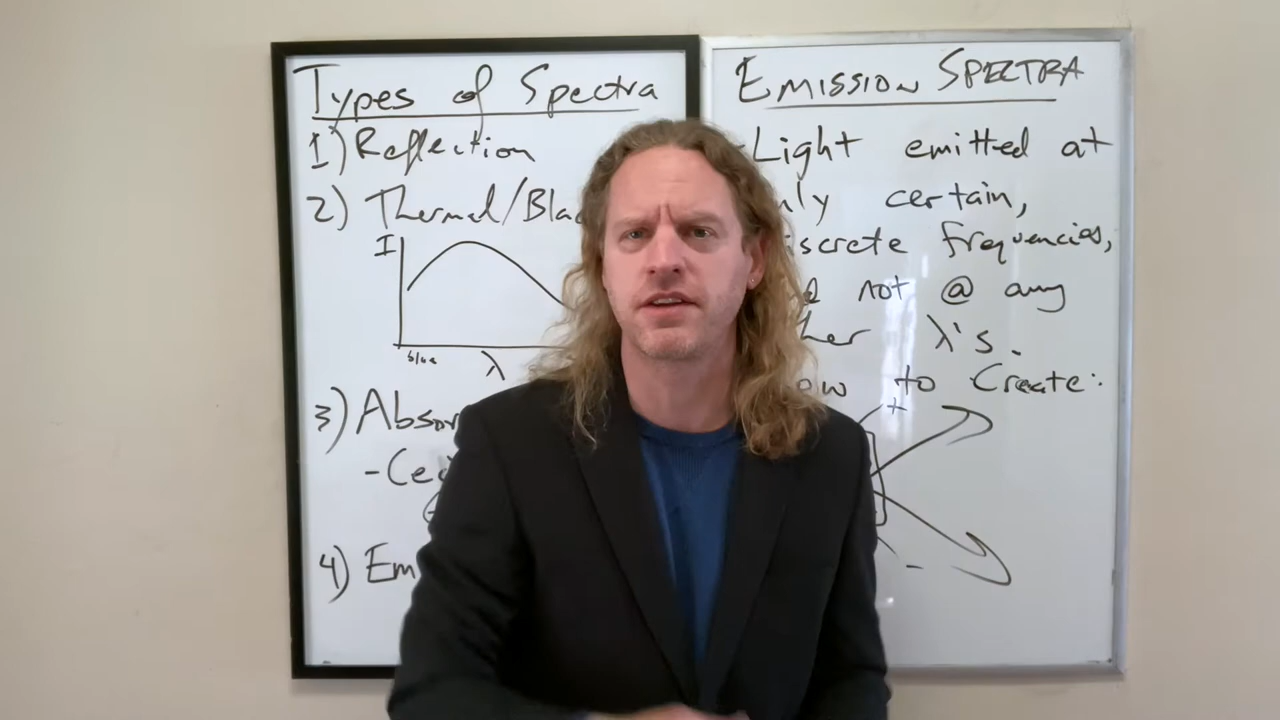 Types of Spectra
1) Reflection
2) Thermal/Blac
I
blue
λ
3) Absor
- Ce
4) Em
EMISSION SPECTRA
Light emitted at
nly certain,
iscrete frequencies,
not @ any
her λ's.
ow to Create:
+
-